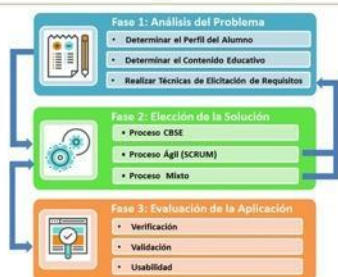 Fase 1: Análisis del Problema
• Determinar el Perfil del Alumno
• Determinar el Contenido Educativo
• Realizar Técnicas de Elicitación de Requisitos
Fase 2: Elección de la Solución
• Proceso CBSE
• Proceso Ágil (SCRUM)
• Proceso Mixto
Fase 3: Evaluación de la Aplicación
• Verificación
• Validación
• Usabilidad